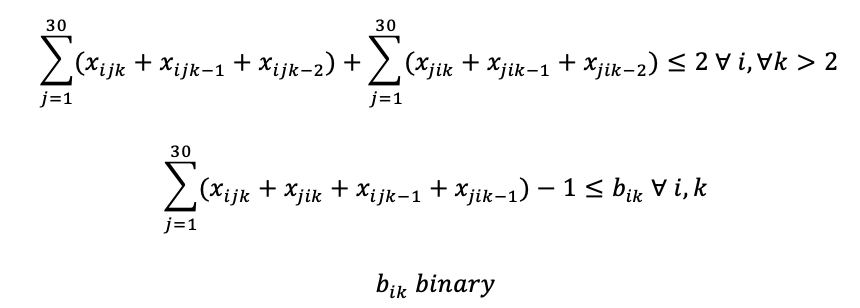 ∑_{j=1}^{30}(x_{ijk} + x_{ijk−1} + x_{ijk−2}) + ∑_{j=1}^{30}(x_{jik} + x_{jik−1} + x_{jik−2}) ≤ 2 ∀ i, ∀k > 2
∑_{j=1}^{30}(x_{ijk} + x_{jik} + x_{ijk−1} + x_{jik−1}) − 1 ≤ b_{ik} ∀ i, k
b_{ik} binary